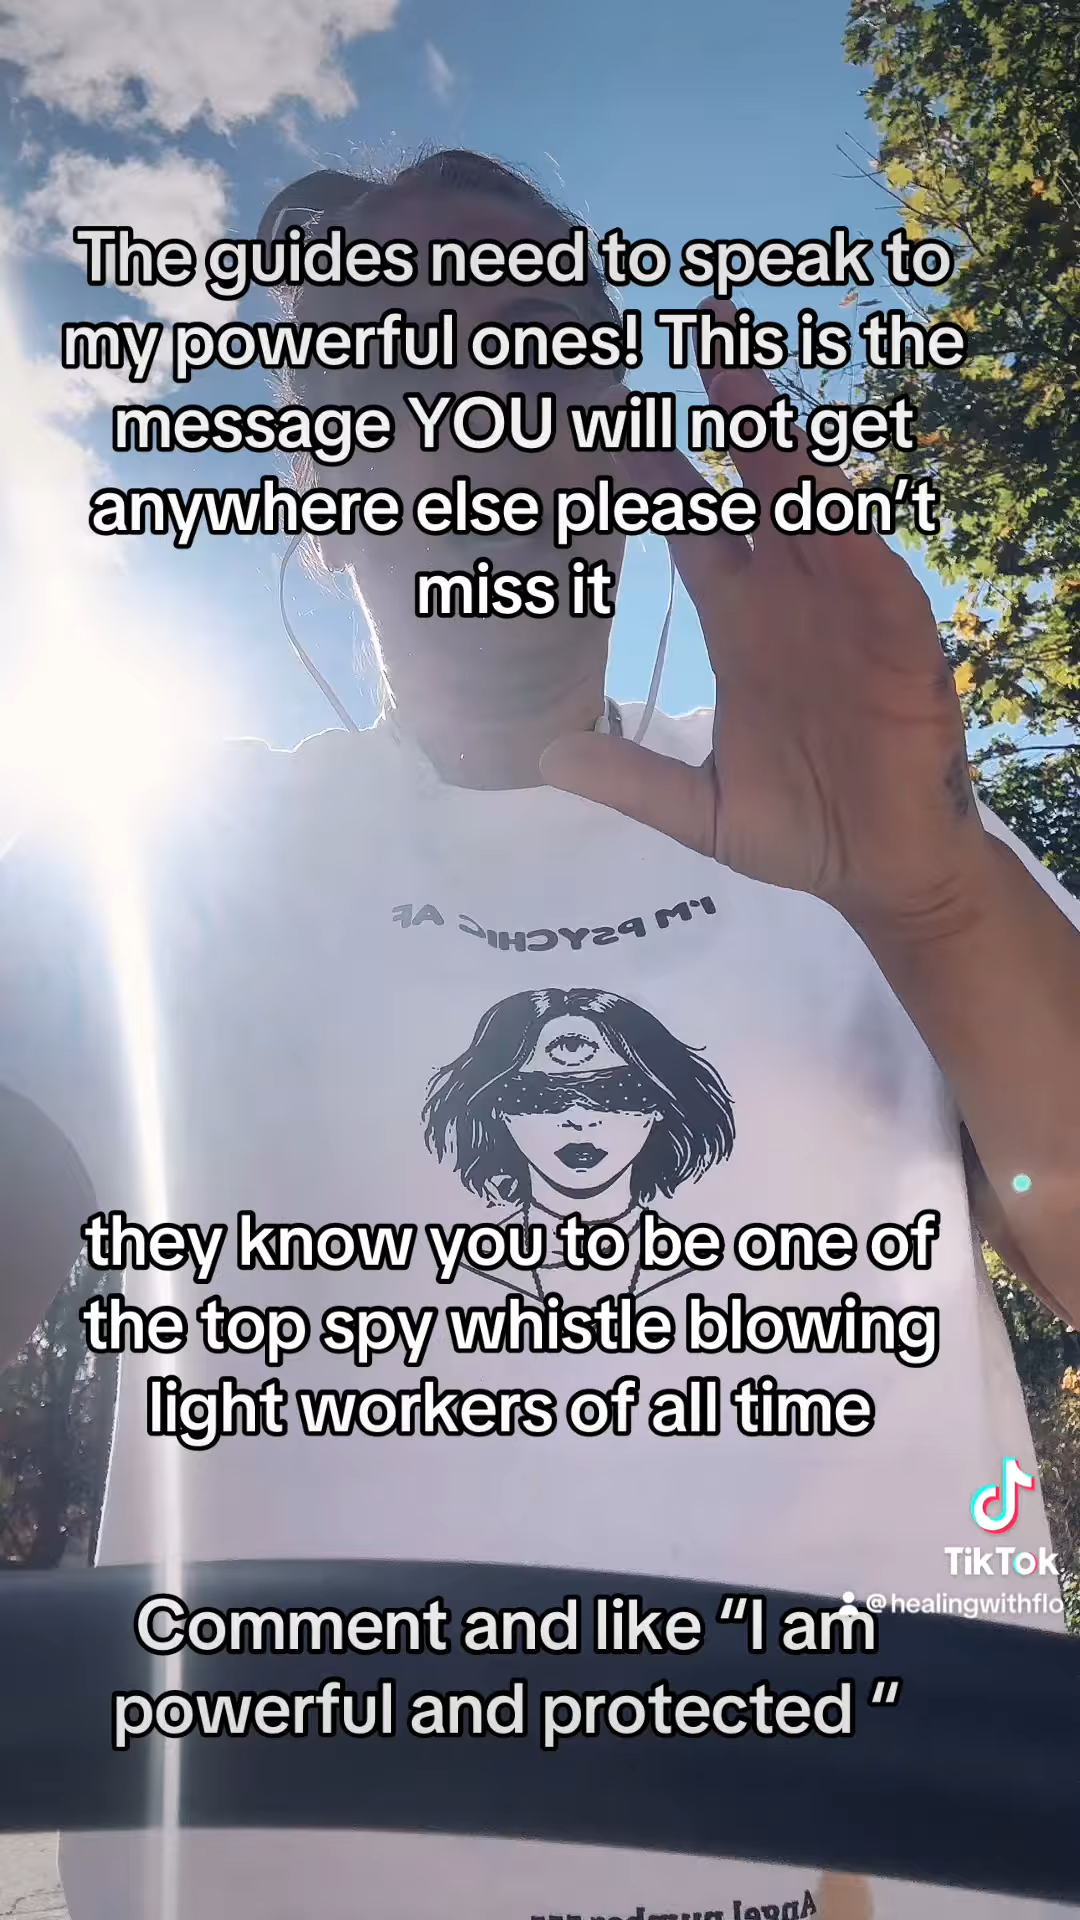 The guides need to speak to
my powerful ones! This is the
message YOU will not get
anywhere else please don't
miss it
I'M PSYCHIC AF
they know you to be one of
the top spy whistle blowing
light workers of all time
TikTok
@healingwithflo
Comment and like “I am
powerful and protected “
Angel number